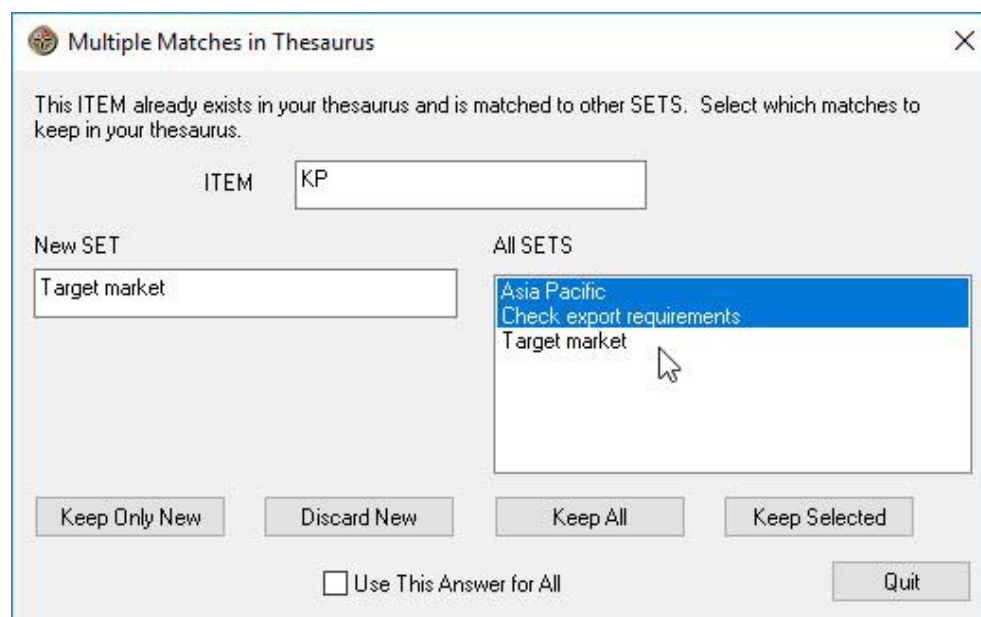 Multiple Matches in Thesaurus
This ITEM already exists in your thesaurus and is matched to other SETS.  Select which matches to
keep in your thesaurus.
ITEM
KP
New SET
All SETS
Target market
Asia Pacific
Check export requirements
Target market
Keep Only New
Discard New
Keep All
Keep Selected
Use This Answer for All
Quit